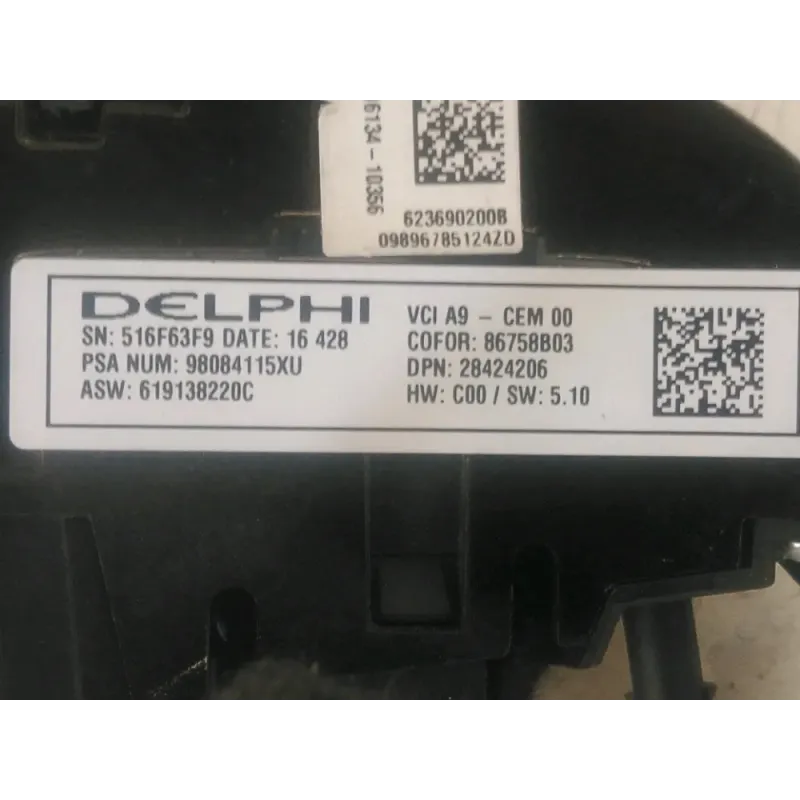 6134-10356
623690200B
09896785124ZD
DELPHI
SN: 516F63F9 DATE: 16 428
PSA NUM: 98084115XU
ASW: 619138220C
VCI A9 - CEM 00
COFOR: 86758B03
DPN: 28424206
HW: C00 / SW: 5.10